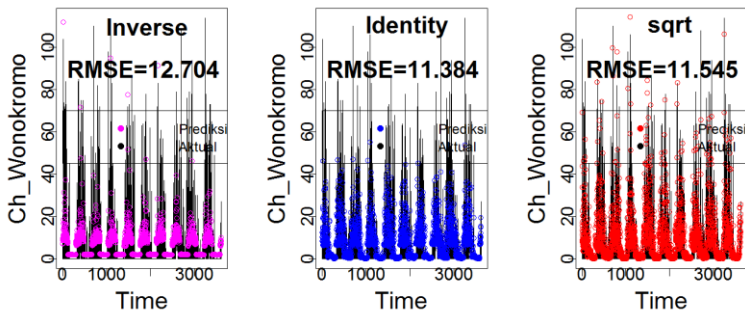 Inverse
RMSE=12.704
Prediksi
Aktual
Ch_Wonokromo
0 20 40 60 80 100
0 1000 3000
Time
Identity
RMSE=11.384
Prediksi
Aktual
Ch_Wonokromo
0 20 40 60 80 100
0 1000 3000
Time
sqrt
RMSE=11.545
Prediksi
Aktual
Ch_Wonokromo
0 20 40 60 80 100
0 1000 3000
Time